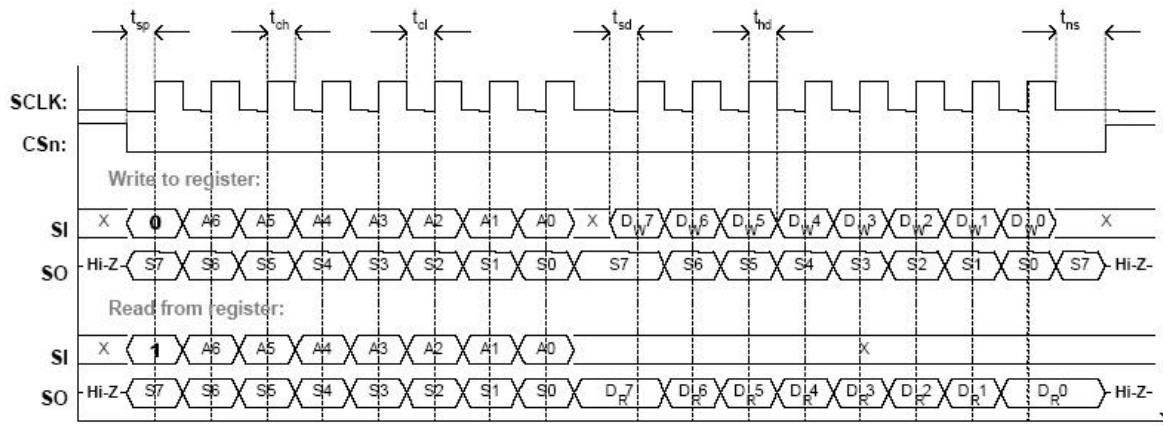 tsp tch tcl tsd thd tns
SCLK:
CSn:
Write to register:
SI X 0 A6 A5 A4 A3 A2 A1 A0 X DW7 DW6 DW5 DW4 DW3 DW2 DW1 DW0 X
SO Hi-Z S7 S6 S5 S4 S3 S2 S1 S0 S7 S6 S5 S4 S3 S2 S1 S0 S7 Hi-Z
Read from register:
SI X 1 A6 A5 A4 A3 A2 A1 A0 X
SO Hi-Z S7 S6 S5 S4 S3 S2 S1 S0 DR7 DR6 DR5 DR4 DR3 DR2 DR1 DR0 Hi-Z